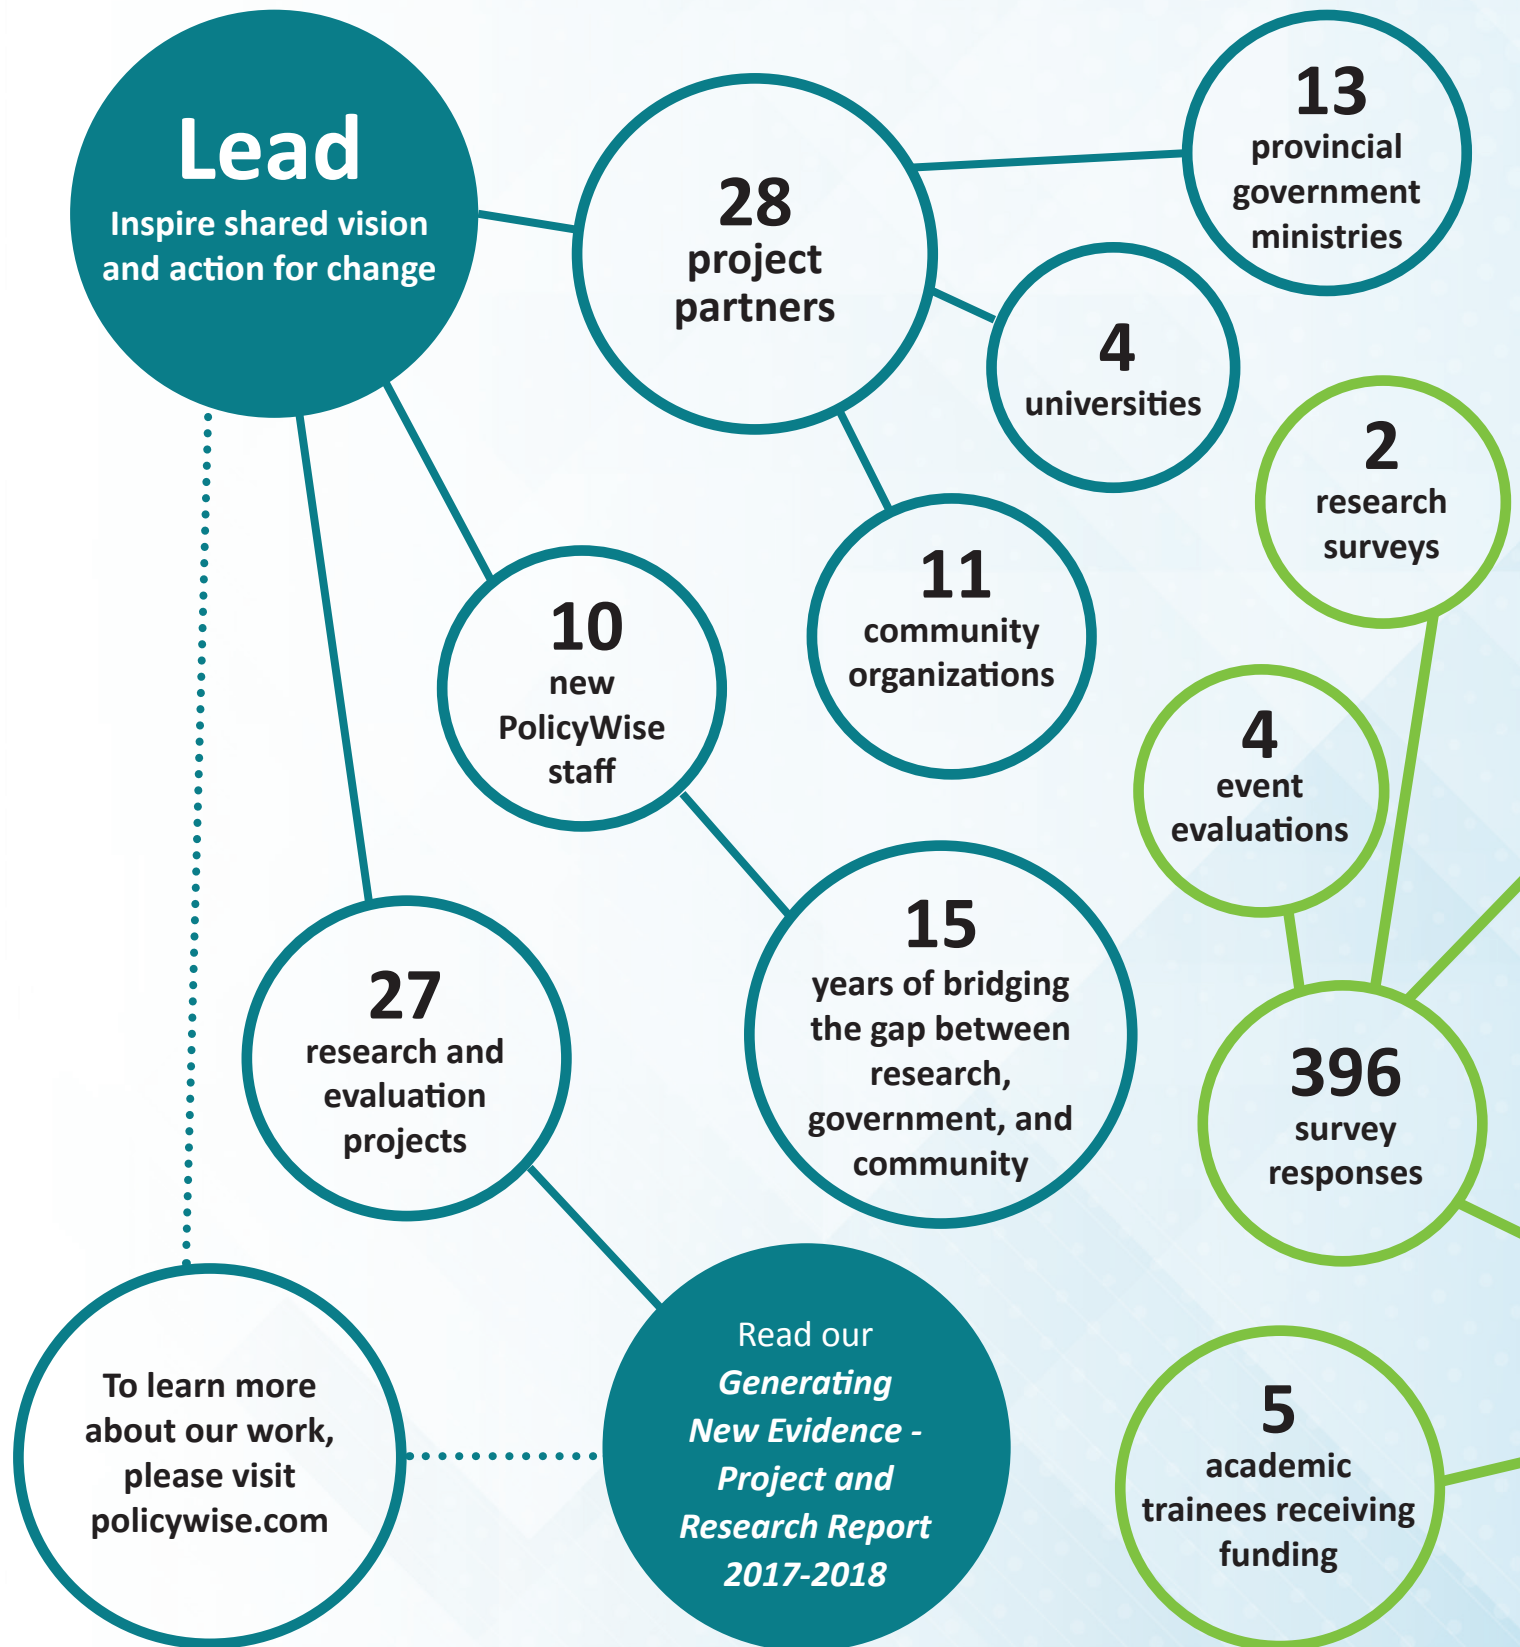 Lead
Inspire shared vision
and action for change
28
project
partners
13
provincial
government
ministries
4
universities
11
community
organizations
10
new
PolicyWise
staff
15
years of bridging
the gap between
research,
government, and
community
27
research and
evaluation
projects
Read our
Generating
New Evidence -
Project and
Research Report
2017-2018
To learn more
about our work,
please visit
policywise.com
2
research
surveys
4
event
evaluations
396
survey
responses
5
academic
trainees receiving
funding